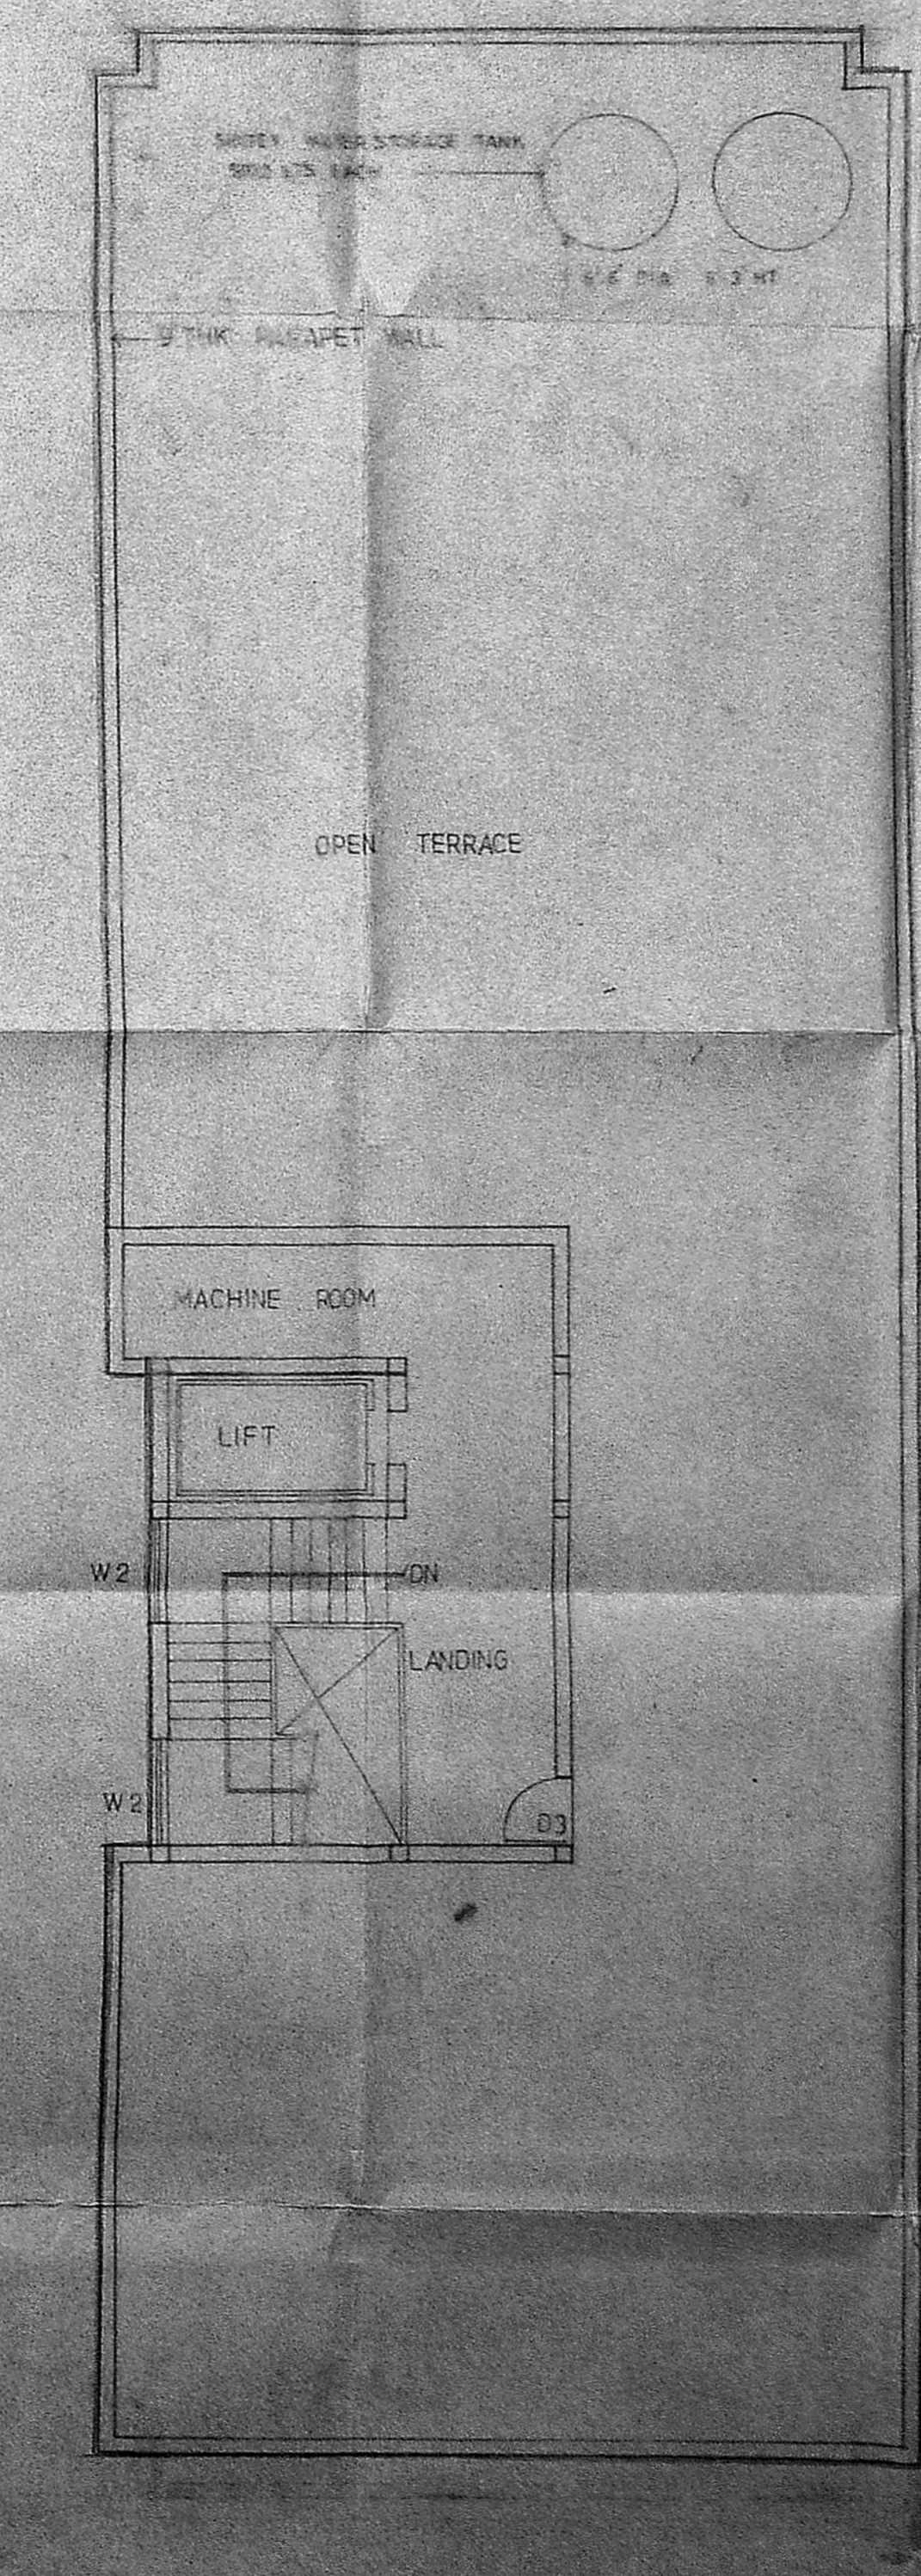 WATER STORAGE TANK
EACH
DIA HT
9" THK PARAPET WALL
OPEN TERRACE
MACHINE ROOM
LIFT
W2
DN
LANDING
W2
D3